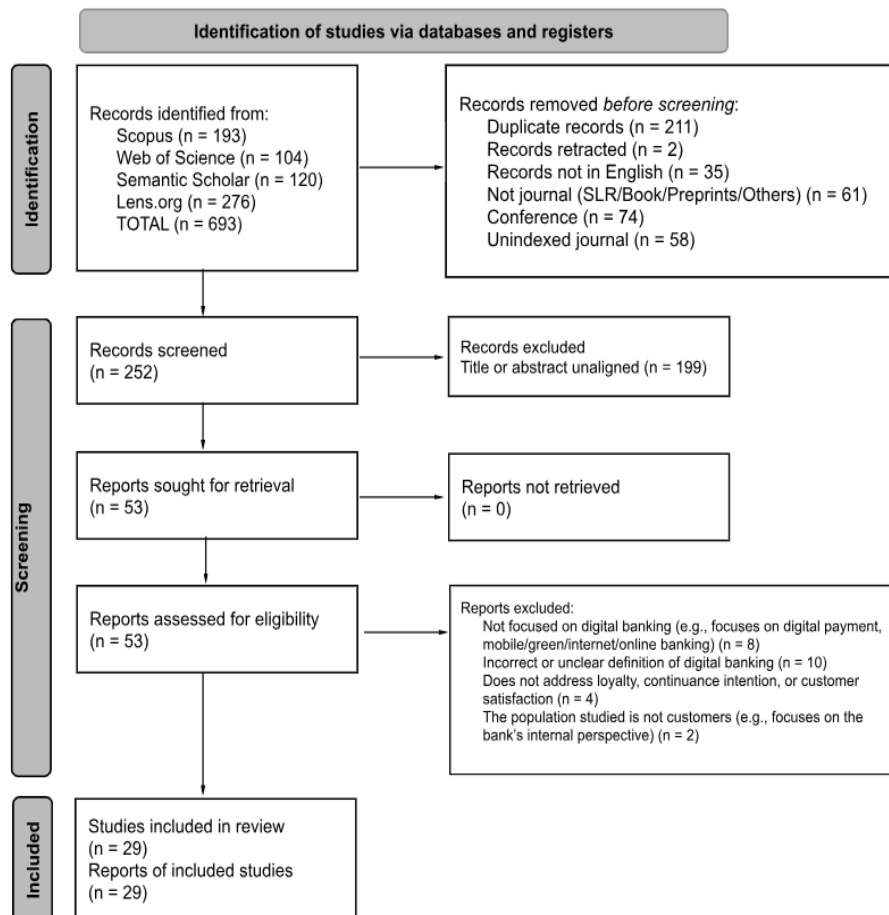 Identification of studies via databases and registers
Identification
Records identified from:
Scopus (n = 193)
Web of Science (n = 104)
Semantic Scholar (n = 120)
Lens.org (n = 276)
TOTAL (n = 693)
Records removed before screening:
Duplicate records (n = 211)
Records retracted (n = 2)
Records not in English (n = 35)
Not journal (SLR/Book/Preprints/Others) (n = 61)
Conference (n = 74)
Unindexed journal (n = 58)
Screening
Records screened
(n = 252)
Records excluded
Title or abstract unaligned (n = 199)
Reports sought for retrieval
(n = 53)
Reports not retrieved
(n = 0)
Reports assessed for eligibility
(n = 53)
Reports excluded:
Not focused on digital banking (e.g., focuses on digital payment,
mobile/green/internet/online banking) (n = 8)
Incorrect or unclear definition of digital banking (n = 10)
Does not address loyalty, continuance intention, or customer
satisfaction (n = 4)
The population studied is not customers (e.g., focuses on the
bank's internal perspective) (n = 2)
Included
Studies included in review
(n = 29)
Reports of included studies
(n = 29)